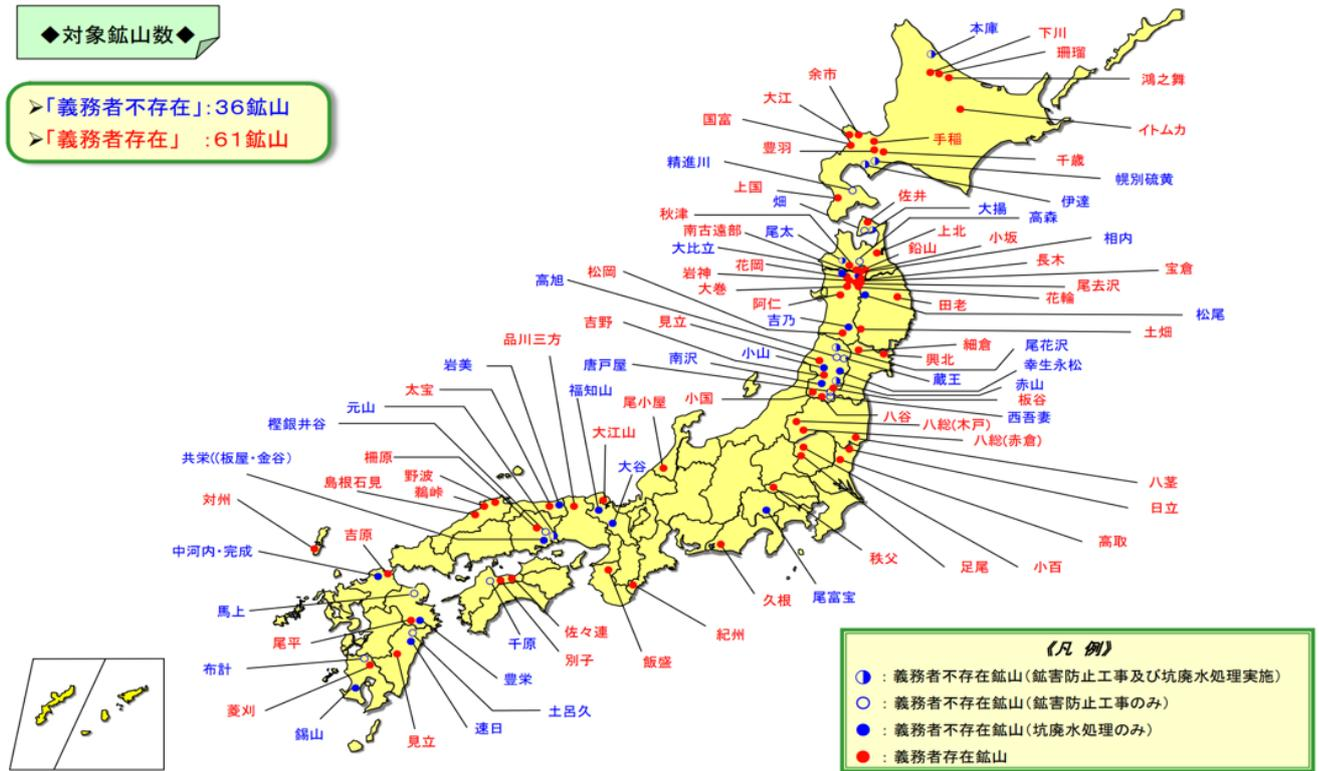 ◆対象鉱山数◆
➢「義務者不存在」:36鉱山
➢「義務者存在」 :61鉱山
本庫
下川
珊瑠
鴻之舞
余市
大江
国富
イトムカ
手稲
豊羽
千歳
精進川
幌別硫黄
上国
伊達
畑
佐井
大揚
高森
秋津
南古遠部
尾太
上北
小坂
相内
大比立
鉛山
花岡
長木
宝倉
岩神
松岡
高旭
大巻
尾去沢
花輪
阿仁
田老
松尾
吉乃
土畑
吉野
見立
品川三方
細倉
尾花沢
興北
岩美
唐戸屋
南沢
小山
幸生永松
蔵王
赤山
太宝
福知山
尾小屋
小国
板谷
元山
八谷
西吾妻
樫銀井谷
大江山
八総(木戸)
八総(赤倉)
共栄((板屋・金谷)
柵原
大谷
野波
島根石見
鵜峠
八茎
対州
日立
吉原
高取
中河内・完成
秩父
足尾
小百
馬上
久根
尾富宝
尾平
千原
佐々連
紀州
別子
飯盛
布計
豊栄
菱刈
土呂久
錫山
速日
見立
《凡 例》
:義務者不存在鉱山(鉱害防止工事及び坑廃水処理実施)
:義務者不存在鉱山(鉱害防止工事のみ)
:義務者不存在鉱山(坑廃水処理のみ)
:義務者存在鉱山